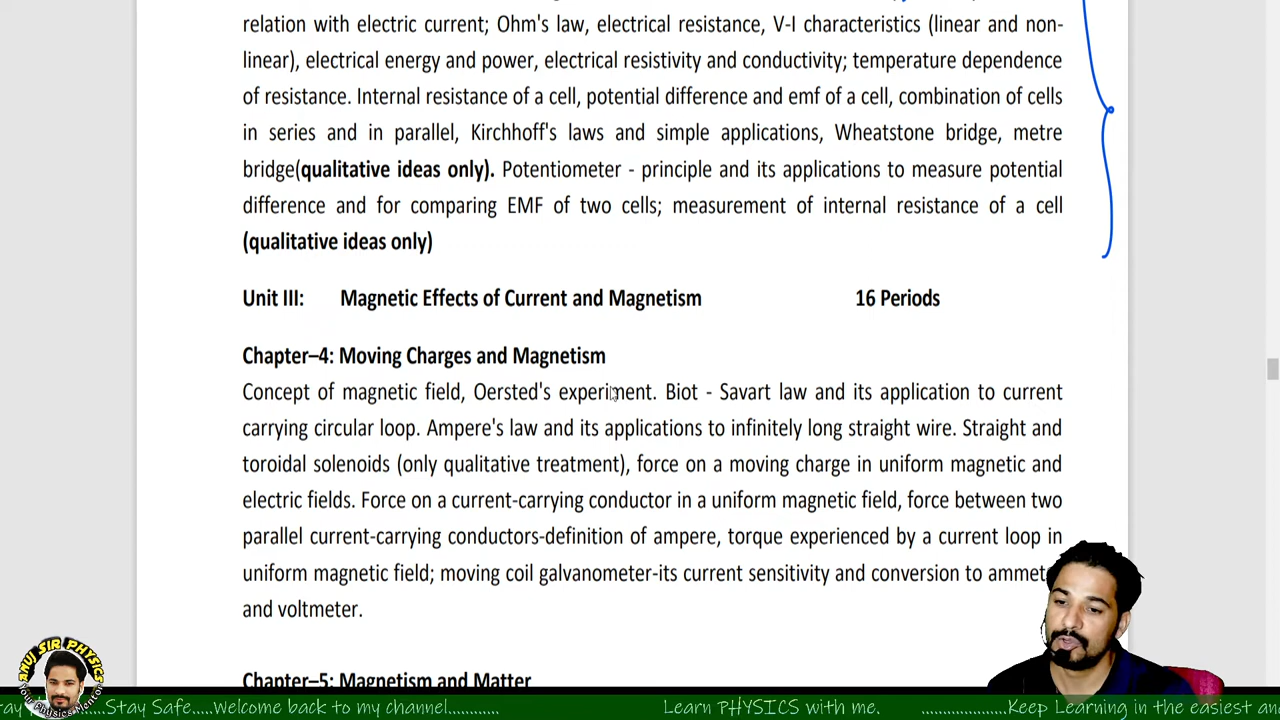 relation with electric current; Ohm's law, electrical resistance, V-I characteristics (linear and non-
linear), electrical energy and power, electrical resistivity and conductivity; temperature dependence
of resistance. Internal resistance of a cell, potential difference and emf of a cell, combination of cells
in series and in parallel, Kirchhoff's laws and simple applications, Wheatstone bridge, metre
bridge(qualitative ideas only). Potentiometer - principle and its applications to measure potential
difference and for comparing EMF of two cells; measurement of internal resistance of a cell
(qualitative ideas only)
Unit III: Magnetic Effects of Current and Magnetism 16 Periods
Chapter–4: Moving Charges and Magnetism
Concept of magnetic field, Oersted's experiment. Biot - Savart law and its application to current
carrying circular loop. Ampere's law and its applications to infinitely long straight wire. Straight and
toroidal solenoids (only qualitative treatment), force on a moving charge in uniform magnetic and
electric fields. Force on a current-carrying conductor in a uniform magnetic field, force between two
parallel current-carrying conductors-definition of ampere, torque experienced by a current loop in
uniform magnetic field; moving coil galvanometer-its current sensitivity and conversion to ammet
and voltmeter.
Chapter–5: Magnetism and Matter
ANUJ SIR PHYSICS
Your Physics Mentor
.....Stay Safe.....Welcome back to my channel........... Learn PHYSICS with me. ..................Keep Learning in the easiest an